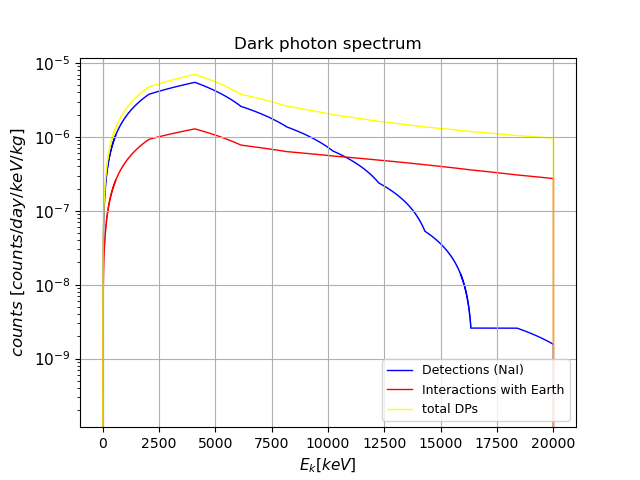 Dark photon spectrum
counts [counts/day/keV/kg]
10⁻⁵
10⁻⁶
10⁻⁷
10⁻⁸
10⁻⁹
Detections (NaI)
Interactions with Earth
total DPs
0 2500 5000 7500 10000 12500 15000 17500 20000
E_k[keV]